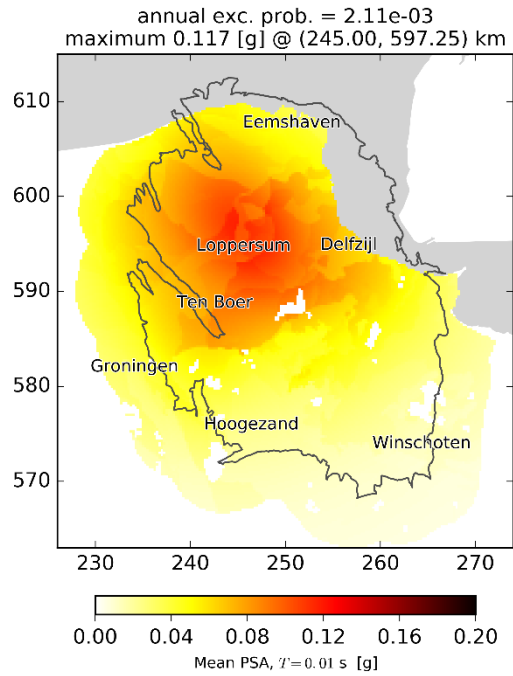 annual exc. prob. = 2.11e-03
maximum 0.117 [g] @ (245.00, 597.25) km
610
600
590
580
570
Eemshaven
Loppersum
Delfzijl
Ten Boer
Groningen
Hoogezand
Winschoten
230 240 250 260 270
0.00 0.04 0.08 0.12 0.16 0.20
Mean PSA, T=0.01 s [g]